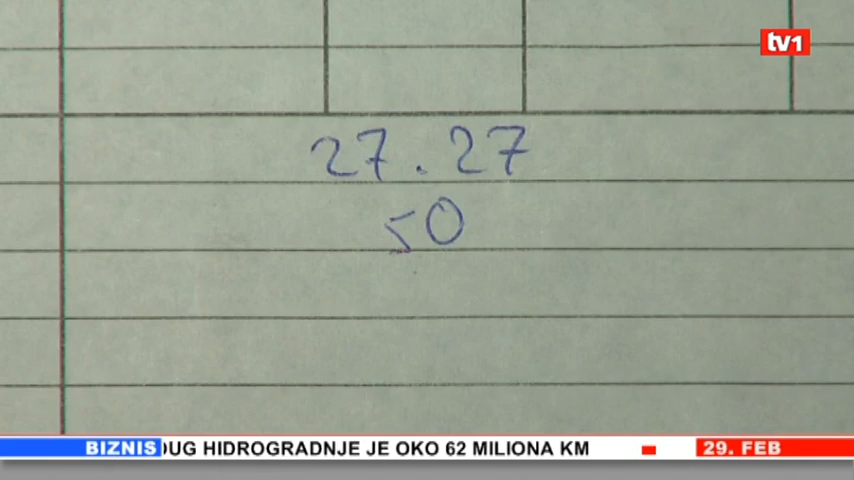 tv1
27.27
50
BIZNIS
DUG HIDROGRADNJE JE OKO 62 MILIONA KM
29. FEB